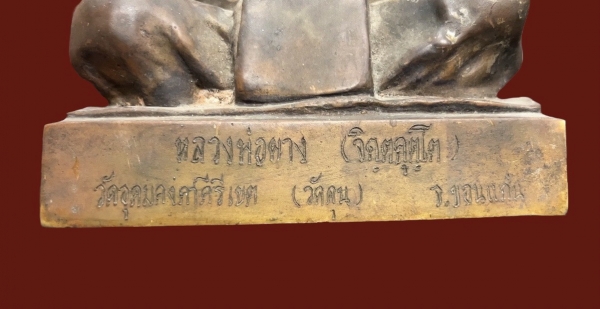 หลวงพ่อผาง (จิตฺตคุตฺโต)
วัดอุดมคงคาคีรีเขต (วัดดูน) จ.ขอนแก่น